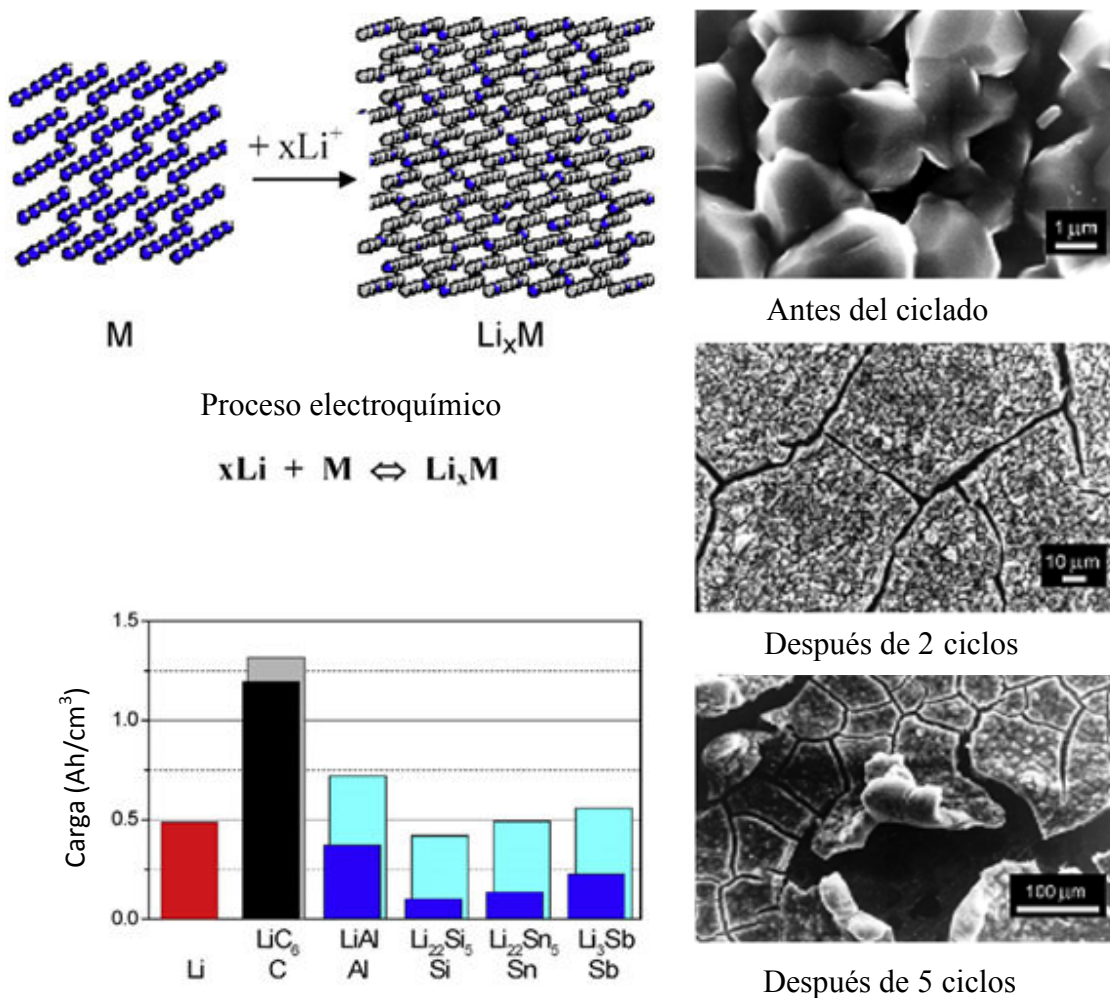 + xLi⁺
M
LiₓM
Proceso electroquímico
xLi + M ⇔ LiₓM
1.5
1.0
0.5
0.0
Carga (Ah/cm³)
LiC₆ LiAl Li₂₂Si₅ Li₂₂Sn₅ Li₃Sb
Li C Al Si Sn Sb
1 μm
Antes del ciclado
10 μm
Después de 2 ciclos
100 μm
Después de 5 ciclos